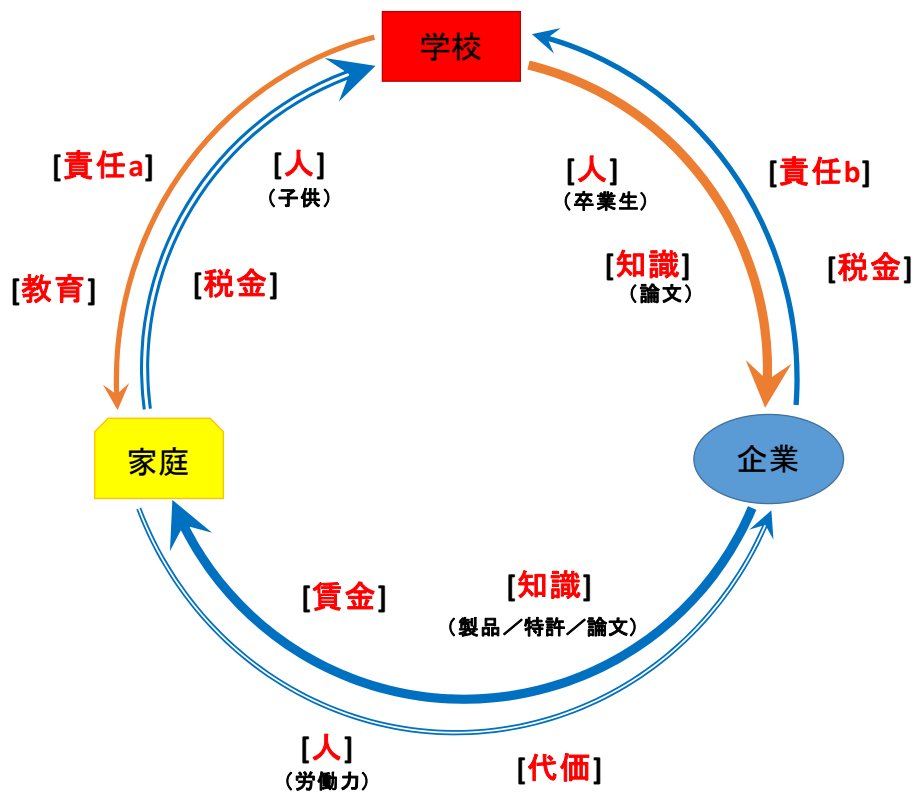 学校
[責任a]
[人]
（子供）
[人]
（卒業生）
[責任b]
[教育]
[税金]
[知識]
（論文）
[税金]
家庭
企業
[賃金]
[知識]
（製品／特許／論文）
[人]
（労働力）
[代価]